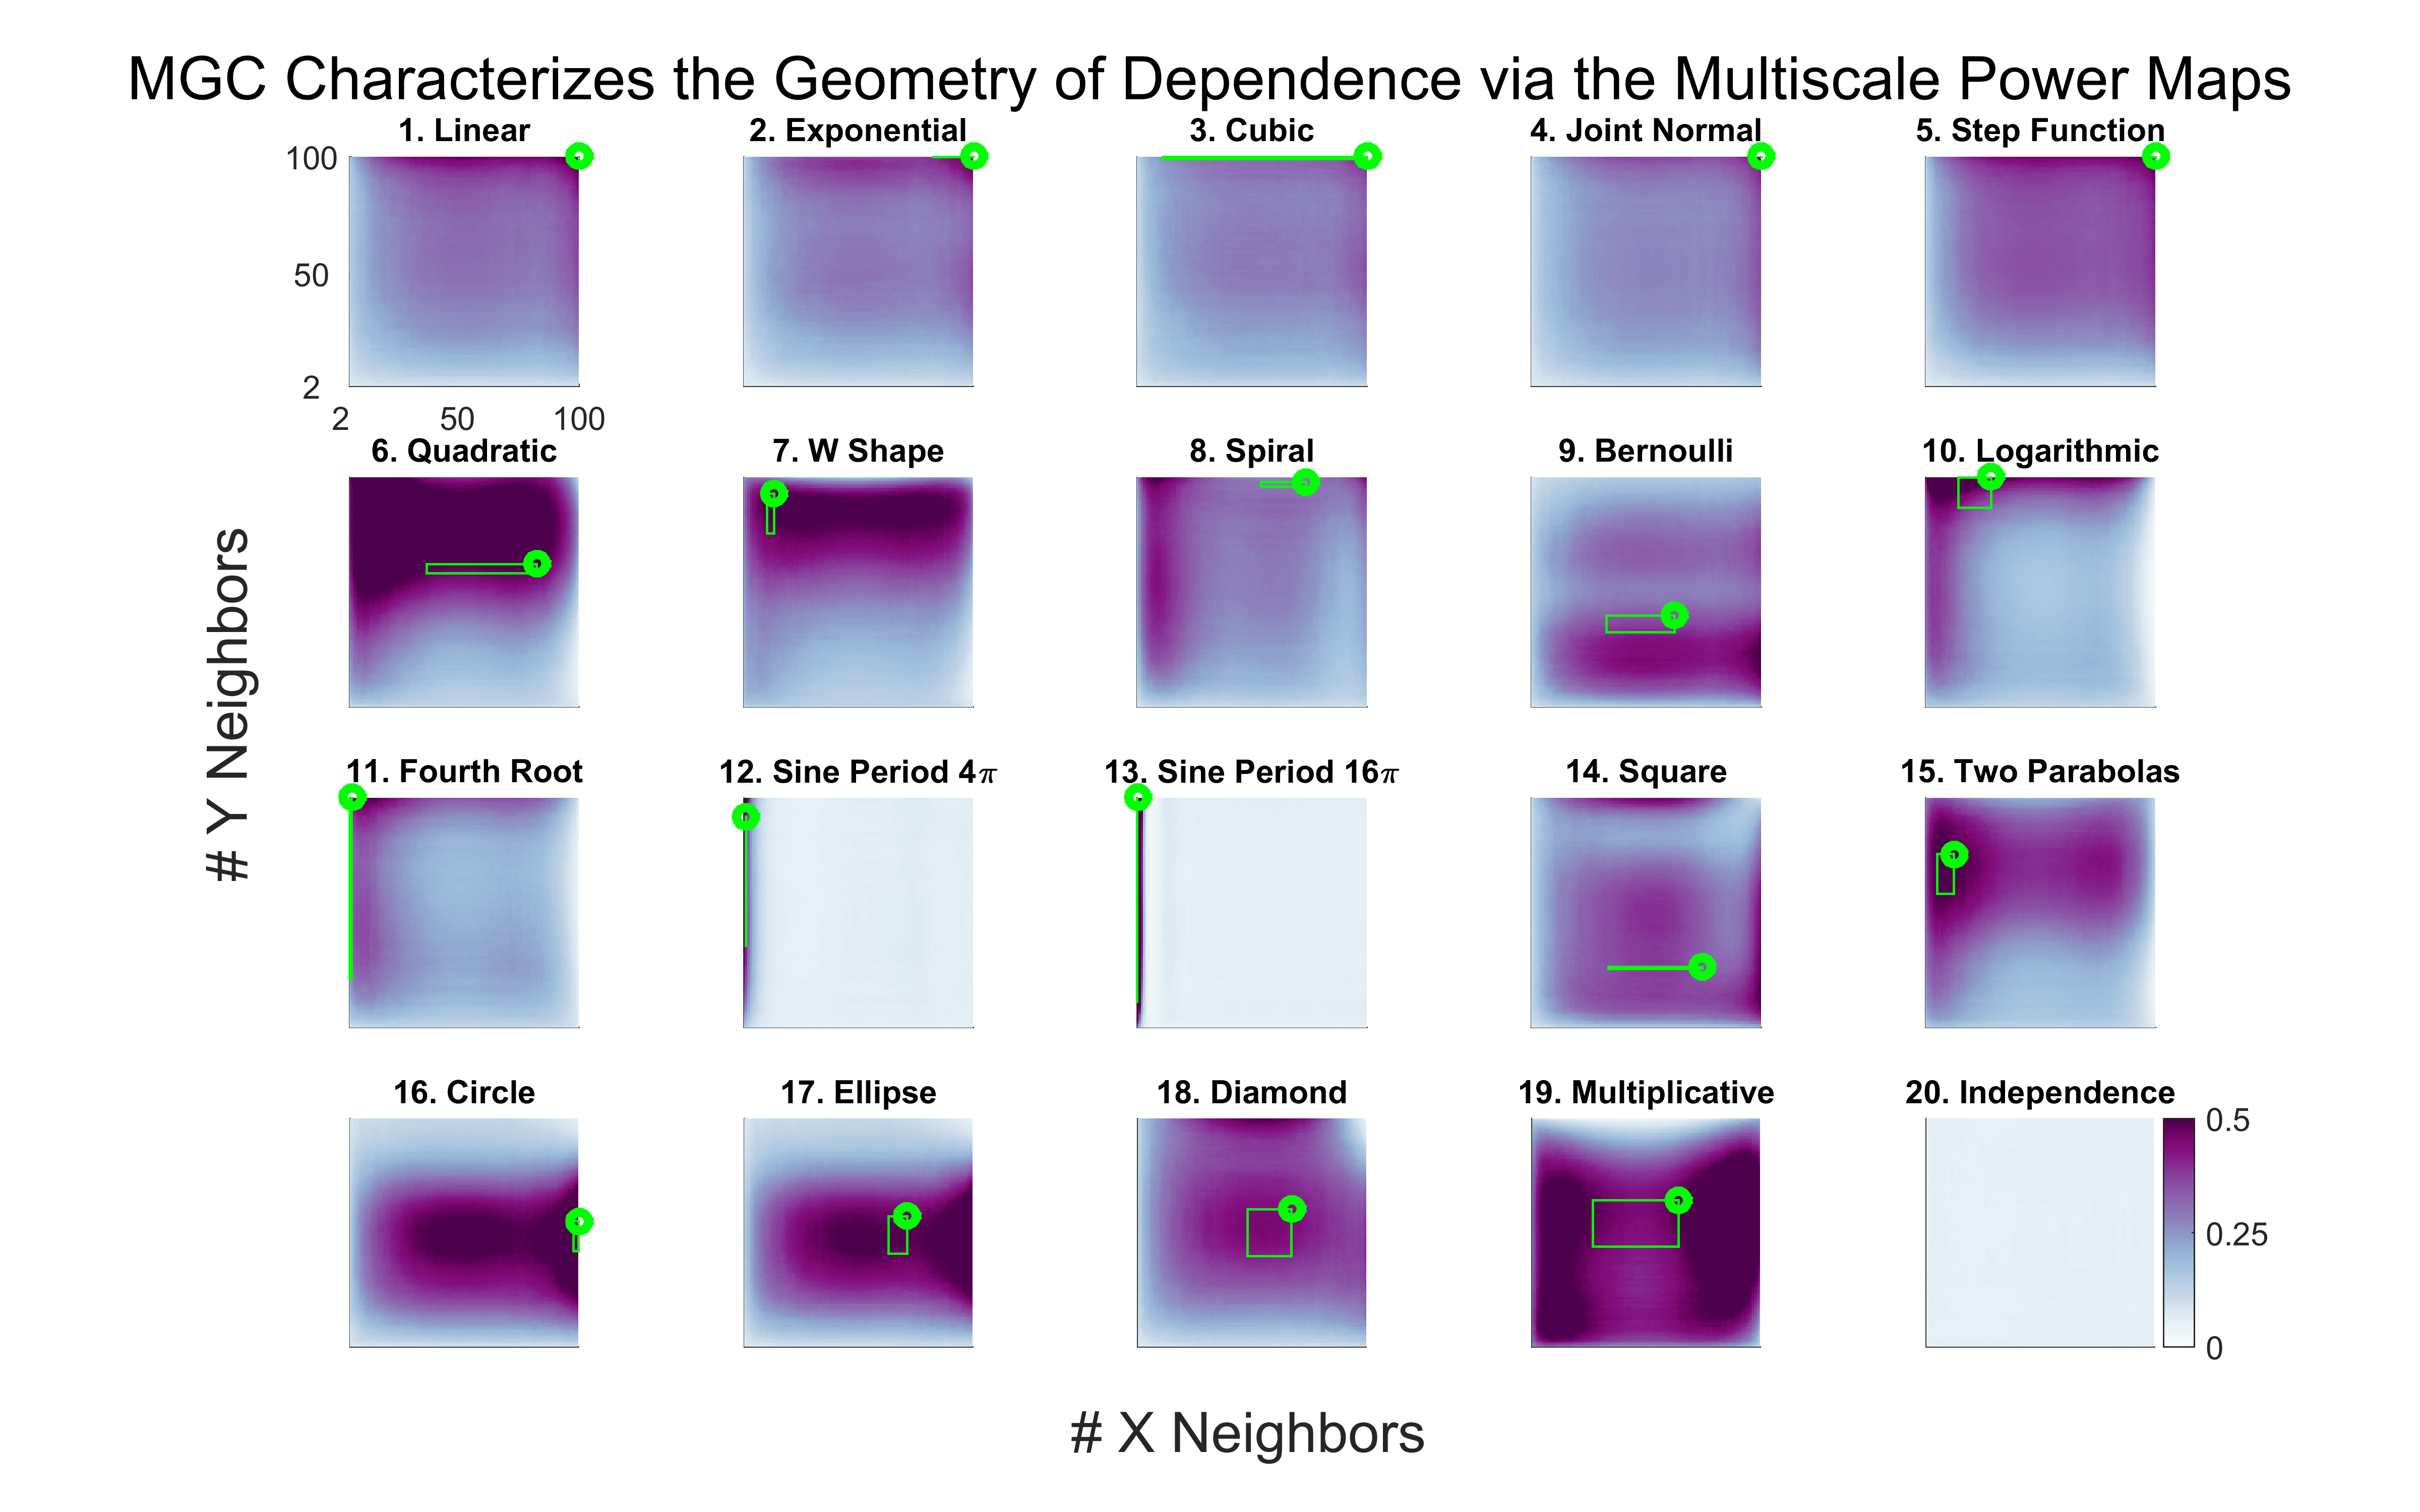 MGC Characterizes the Geometry of Dependence via the Multiscale Power Maps
1. Linear
2. Exponential
3. Cubic
4. Joint Normal
5. Step Function
100
50
2
2
50
100
6. Quadratic
7. W Shape
8. Spiral
9. Bernoulli
10. Logarithmic
# Y Neighbors
11. Fourth Root
12. Sine Period 4π
13. Sine Period 16π
14. Square
15. Two Parabolas
16. Circle
17. Ellipse
18. Diamond
19. Multiplicative
20. Independence
0.5
0.25
0
# X Neighbors